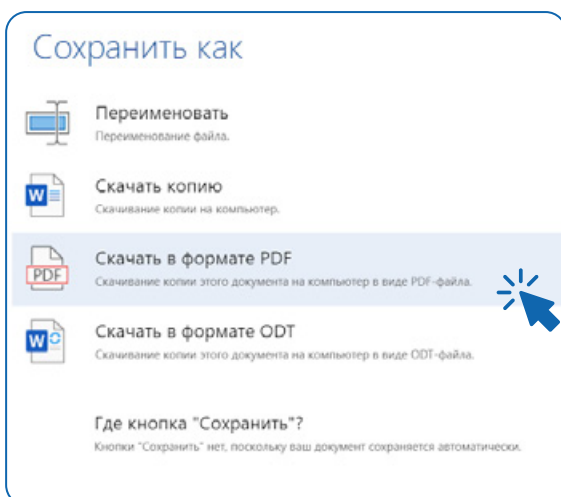 Сохранить как
Переименовать
Переименование файла.
W
Скачать копию
Скачивание копии на компьютер.
PDF
Скачать в формате PDF
Скачивание копии этого документа на компьютер в виде PDF-файла.
W
Скачать в формате ODT
Скачивание копии этого документа на компьютер в виде ODT-файла.
Где кнопка "Сохранить"?
Кнопки "Сохранить" нет, поскольку ваш документ сохраняется автоматически.